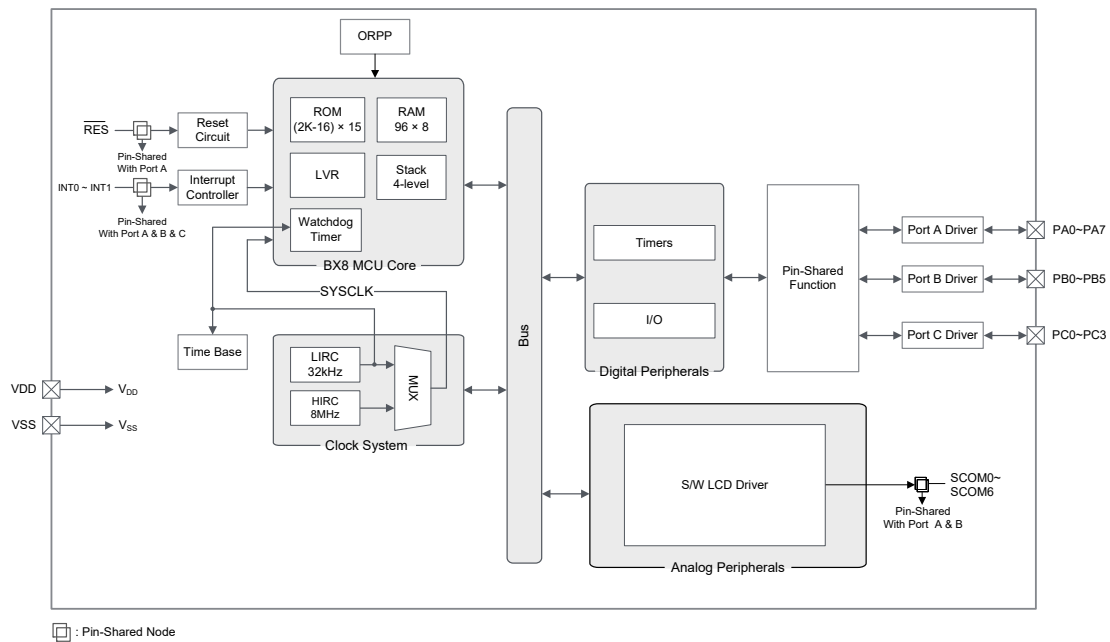 ORPP
ROM
(2K-16) × 15
RAM
96 × 8
RES
Reset
Circuit
Pin-Shared
With Port A
LVR
Stack
4-level
INT0 ~ INT1
Interrupt
Controller
Pin-Shared
With Port A & B & C
Watchdog
Timer
BX8 MCU Core
SYSCLK
Time Base
LIRC
32kHz
HIRC
8MHz
MUX
Clock System
VDD
VDD
VSS
VSS
Bus
Timers
I/O
Digital Peripherals
Pin-Shared
Function
Port A Driver
PA0~PA7
Port B Driver
PB0~PB5
Port C Driver
PC0~PC3
S/W LCD Driver
Analog Peripherals
SCOM0~
SCOM6
Pin-Shared
With Port A & B
: Pin-Shared Node